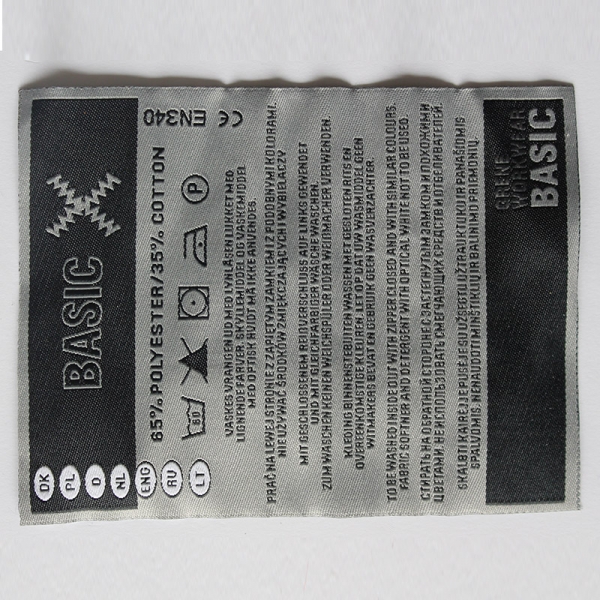 BASIC
65% POLYESTER/35% COTTON
60
P
CE EN340
DK
VASKES VRANGEN UD MED LYNLÅSEN LUKKET MED
LIGNENDE FARVER. SKYLLEMIDDEL OG VASKEMIDDEL
MED OPTISK HVIDT MÅ IKKE ANVENDES.
PL
PRAĆ NA LEWEJ STRONIE Z ZAPIĘTYM ZAMKIEM I Z PODOBNYMI KOLORAMI.
NIE UŻYWAĆ ŚRODKÓW ZMIĘKCZAJĄCYCH I WYBIELACZY
D
MIT GESCHLOSSENEM REIßVERSCHLUSS AUF LINKS GEWENDET
UND MIT GLEICHFARBIGER WÄSCHE WASCHEN.
ZUM WASCHEN KEINEN WEICHSPÜLER ODER WEIßMACHER VERWENDEN.
NL
KLEDING BINNENSTEBUITEN WASSEN MET GESLOTEN RITS EN
OVEREENKOMSTIGE KLEUREN. LET OP DAT UW WASMIDDEL GEEN
WITMAKERS BEVAT EN GEBRUIK GEEN WASVERZACHTER.
ENG
TO BE WASHED INSIDE OUT WITH ZIPPER CLOSED AND WITH SIMILAR COLOURS.
FABRIC SOFTNER AND DETERGENT WITH OPTICAL WHITE NOT TO BE USED.
RU
СТИРАТЬ НА ОБРАТНОЙ СТОРОНЕ С ЗАСТЕГНУТЫМ ЗАМКОМ И ПОХОЖИМИ
ЦВЕТАМИ. НЕ ИСПОЛЬЗОВАТЬ СМЯГЧАЮЩИХ СРЕДСТВ И ОТБЕЛИВАТЕЛЕЙ.
LT
SKALBTI KAIRĖJE PUSĖJE SU UŽSEGTU UŽTRAUKTUKU IR PANAŠIOMIS
SPALVOMIS. NENAUDOTI MINKŠTIKLIŲ IR BALINIMO PRIEMONIŲ.
GRENE
WORKWEAR
BASIC